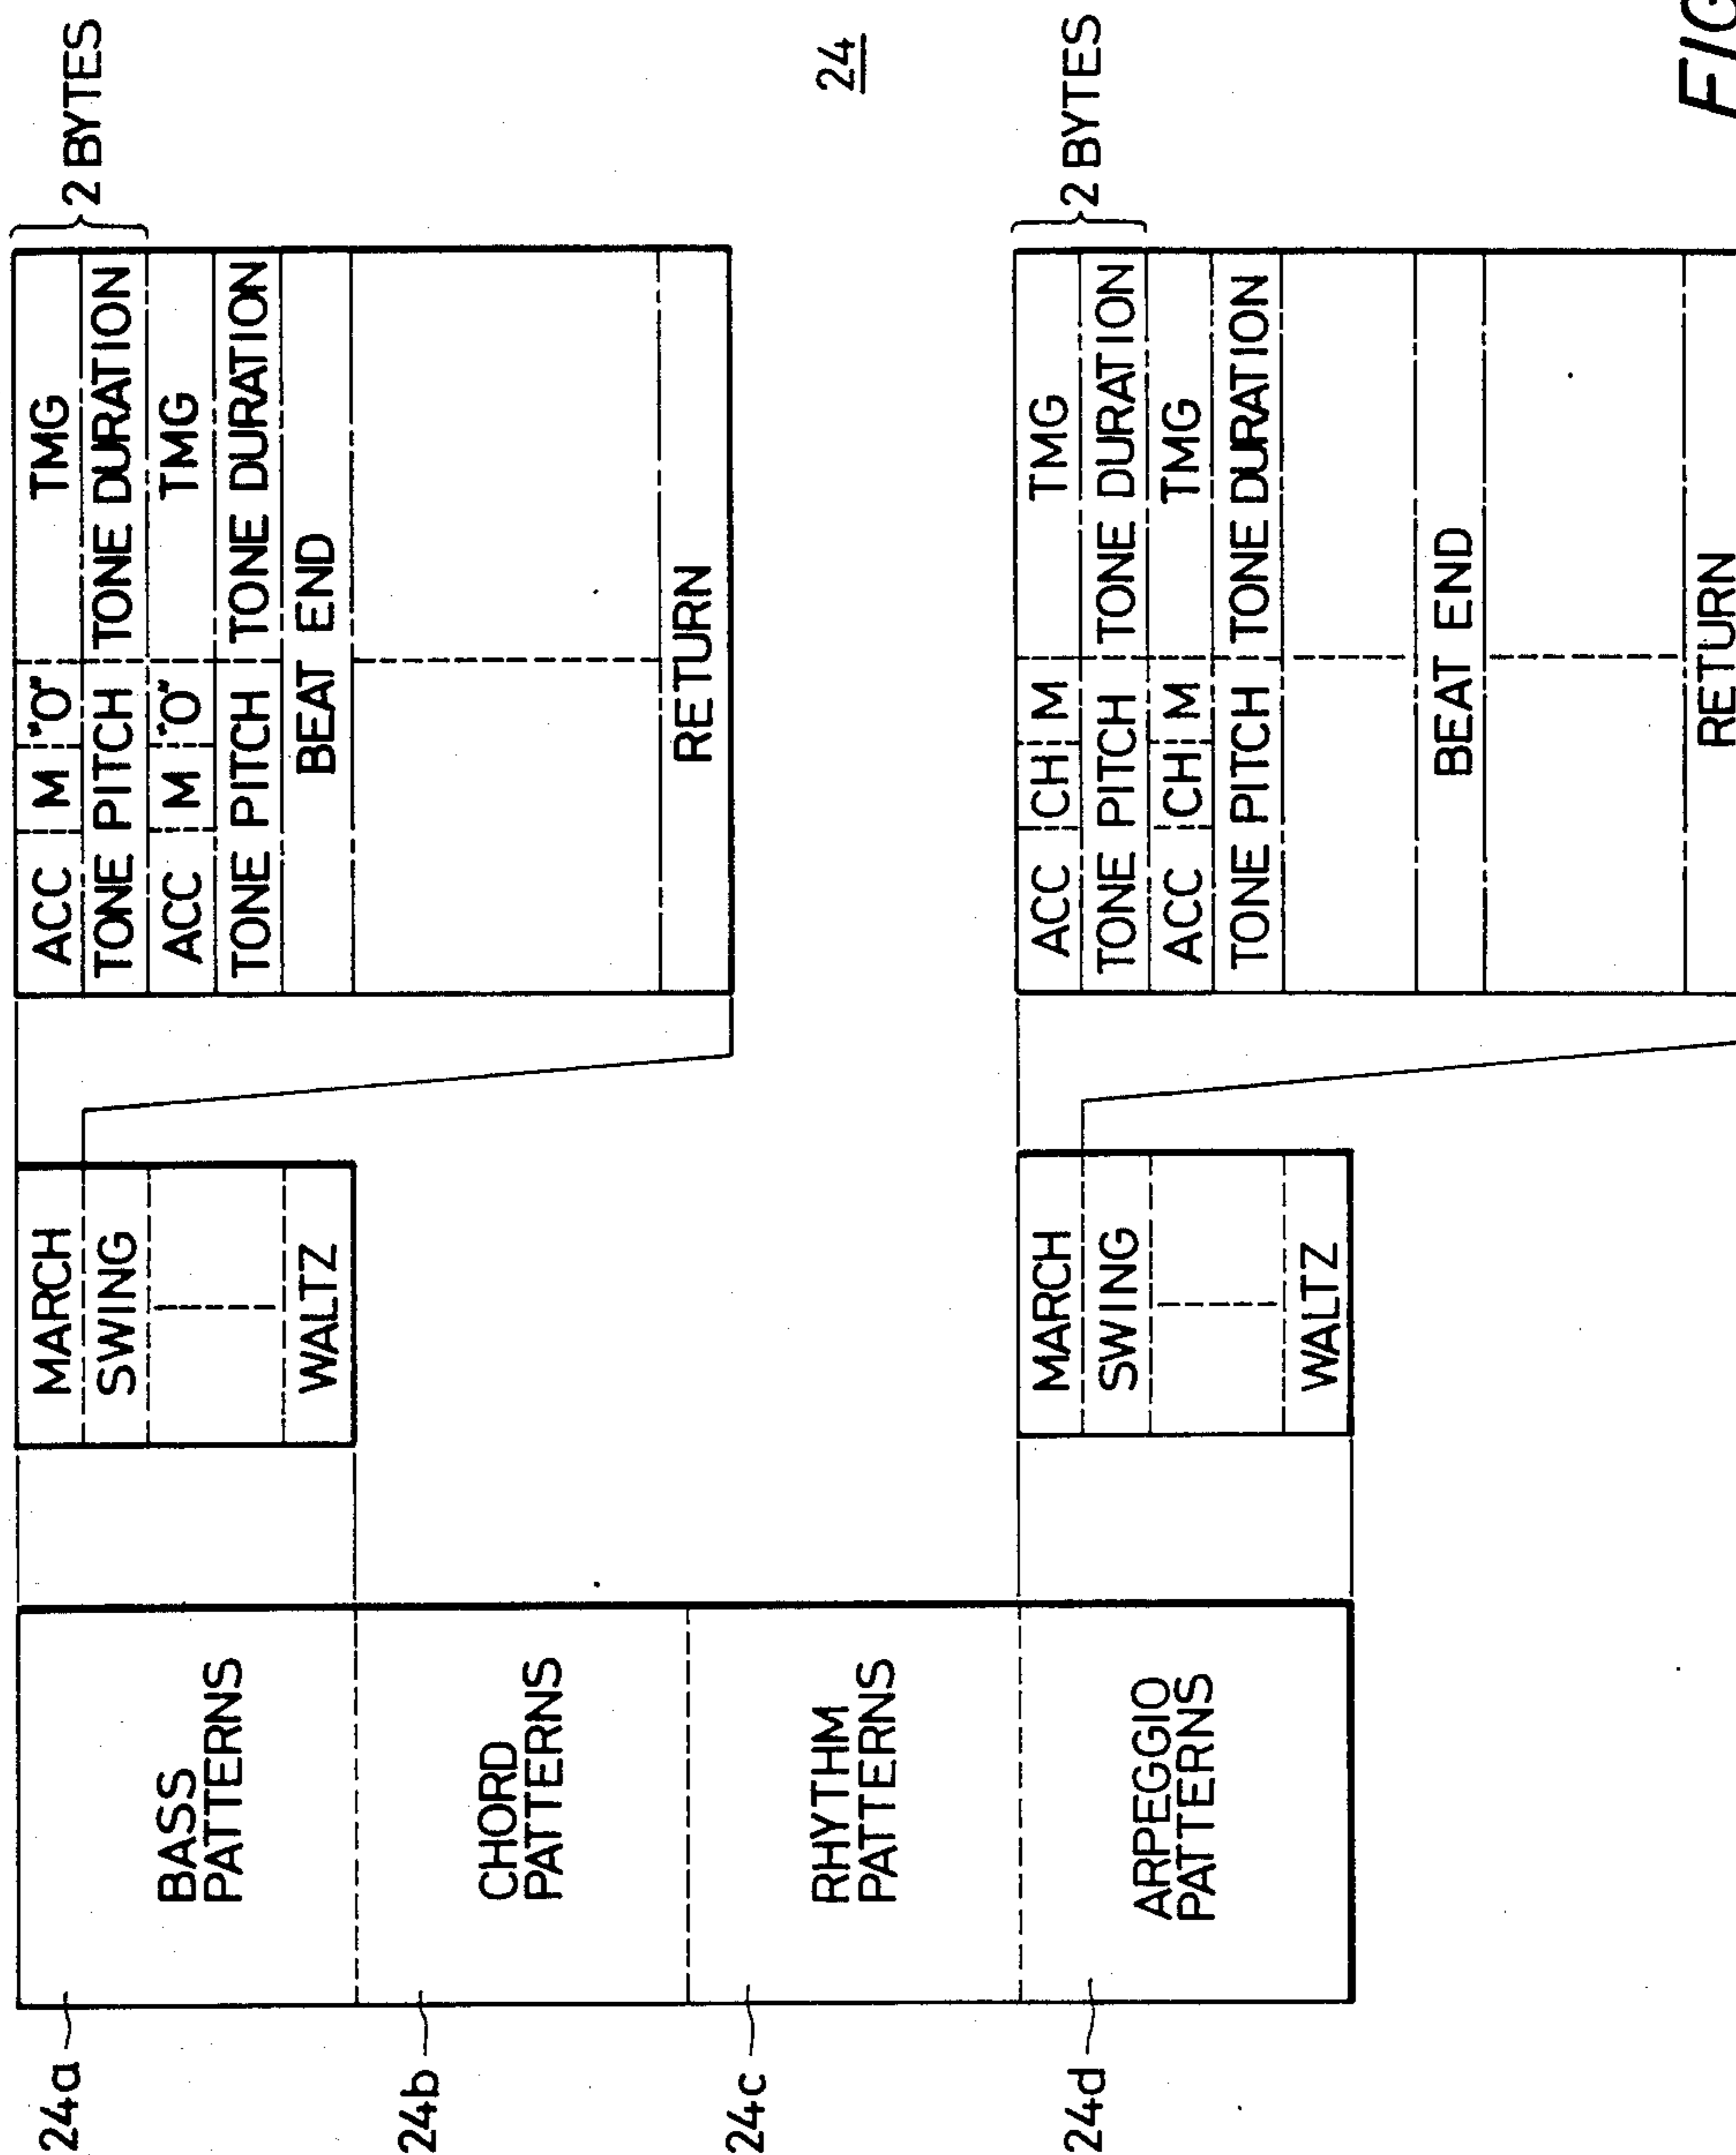 24a
BASS
PATTERNS
24b
CHORD
PATTERNS
24c
RHYTHM
PATTERNS
24d
ARPEGGIO
PATTERNS
MARCH
SWING
WALTZ
ACC M "0" TMG
TONE PITCH TONE DURATION
ACC M "0" TMG
TONE PITCH TONE DURATION
BEAT END
RETURN
2 BYTES
24
MARCH
SWING
WALTZ
ACC CH M TMG
TONE PITCH TONE DURATION
ACC CH M TMG
TONE PITCH TONE DURATION
BEAT END
RETURN
2 BYTES
FIG